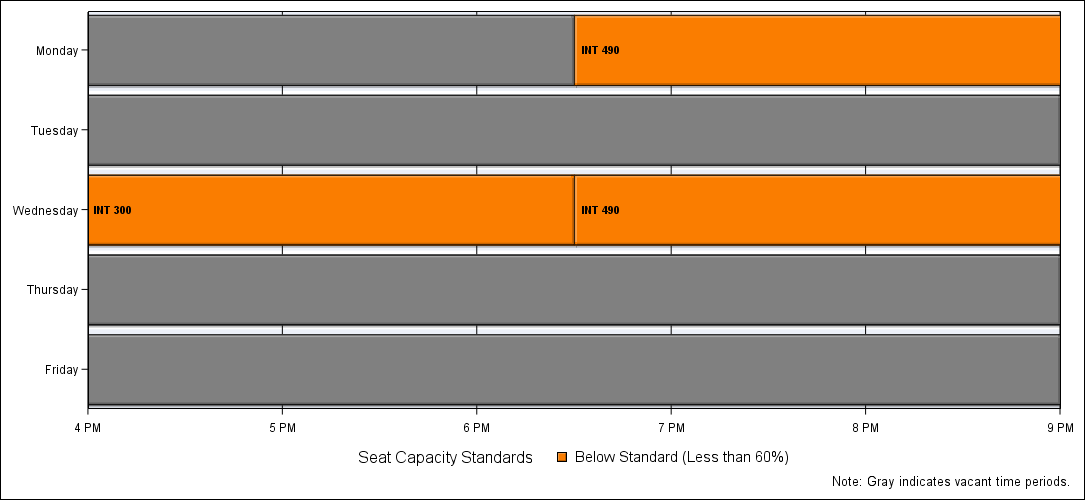 Monday
INT 490
Tuesday
Wednesday
INT 300
INT 490
Thursday
Friday
4 PM 5 PM 6 PM 7 PM 8 PM 9 PM
Seat Capacity Standards Below Standard (Less than 60%)
Note: Gray indicates vacant time periods.